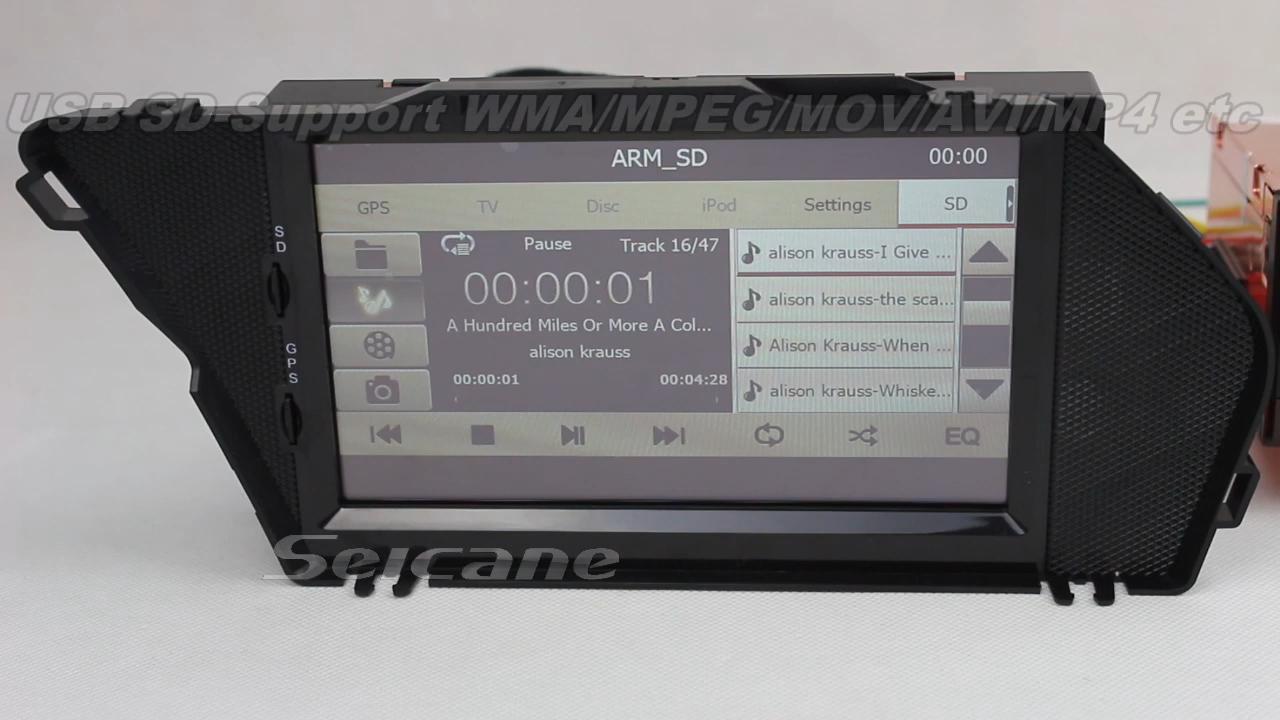 USB SD Support WMA/MPEG/MOV/AVI/MP4 etc
ARM_SD 00:00
GPS TV Disc iPod Settings SD
SD
GPS
Pause Track 16/47
00:00:01
A Hundred Miles Or More A Col...
alison krauss
00:00:01 00:04:28
alison krauss-I Give ...
alison krauss-the sca...
Alison Krauss-When ...
alison krauss-Whiske...
EQ
Seicane